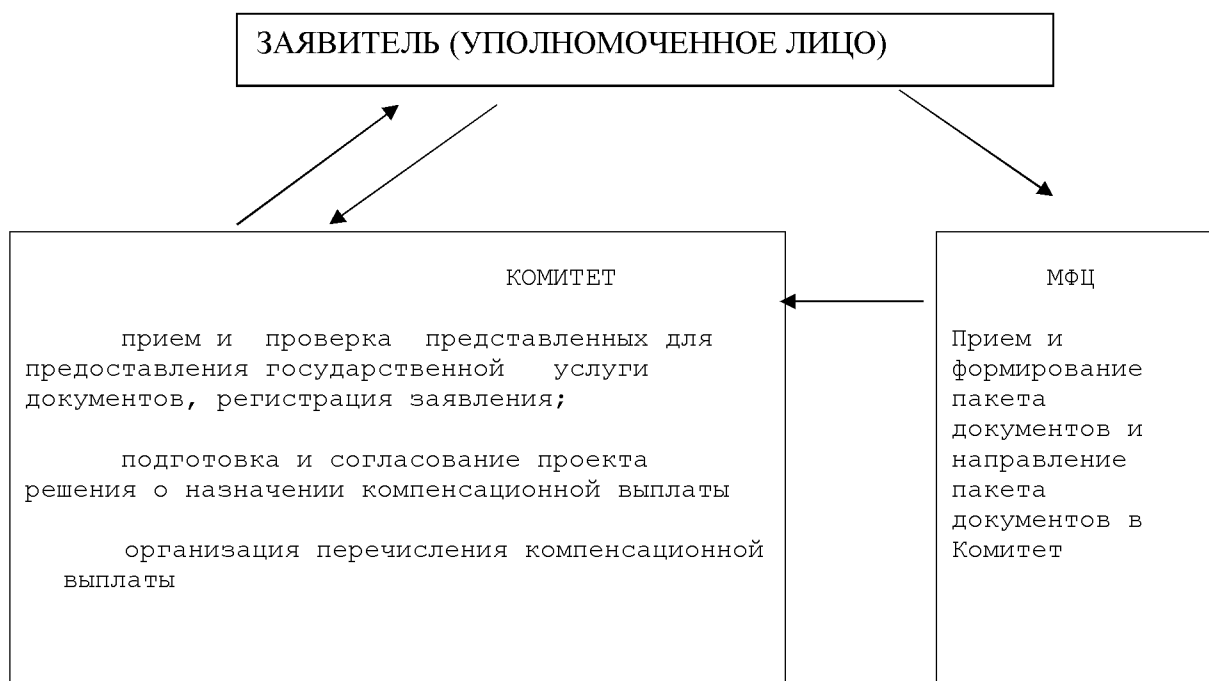 ЗАЯВИТЕЛЬ (УПОЛНОМОЧЕННОЕ ЛИЦО)
КОМИТЕТ
прием и проверка представленных для
предоставления государственной услуги
документов, регистрация заявления;
подготовка и согласование проекта
решения о назначении компенсационной выплаты
организация перечисления компенсационной
выплаты
МФЦ
Прием и
формирование
пакета
документов и
направление
пакета
документов в
Комитет